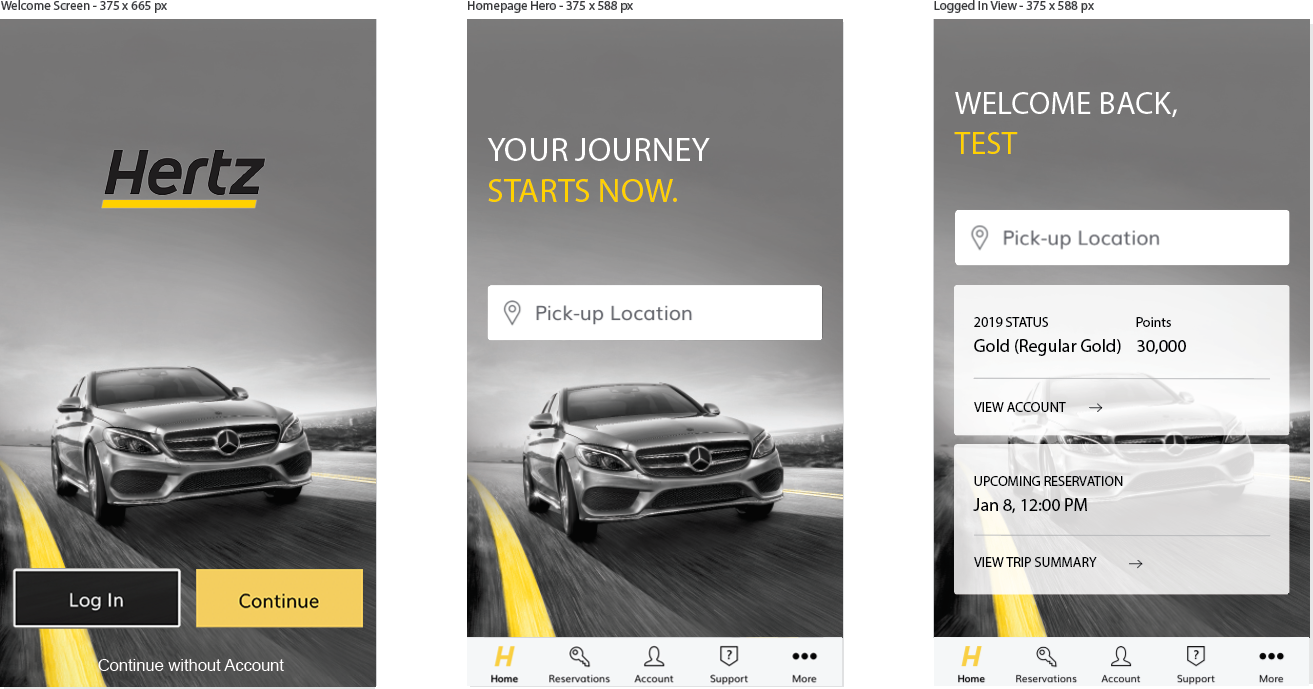 Welcome Screen - 375 x 665 px
Hertz
Log In
Continue
Continue without Account
Homepage Hero - 375 x 588 px
YOUR JOURNEY
STARTS NOW.
Pick-up Location
H
Home
Reservations
?
Account
Support
More
Logged In View - 375 x 588 px
WELCOME BACK,
TEST
Pick-up Location
2019 STATUS Points
Gold (Regular Gold) 30,000
VIEW ACCOUNT →
UPCOMING RESERVATION
Jan 8, 12:00 PM
VIEW TRIP SUMMARY →
H
?
Home Reservations Account Support More